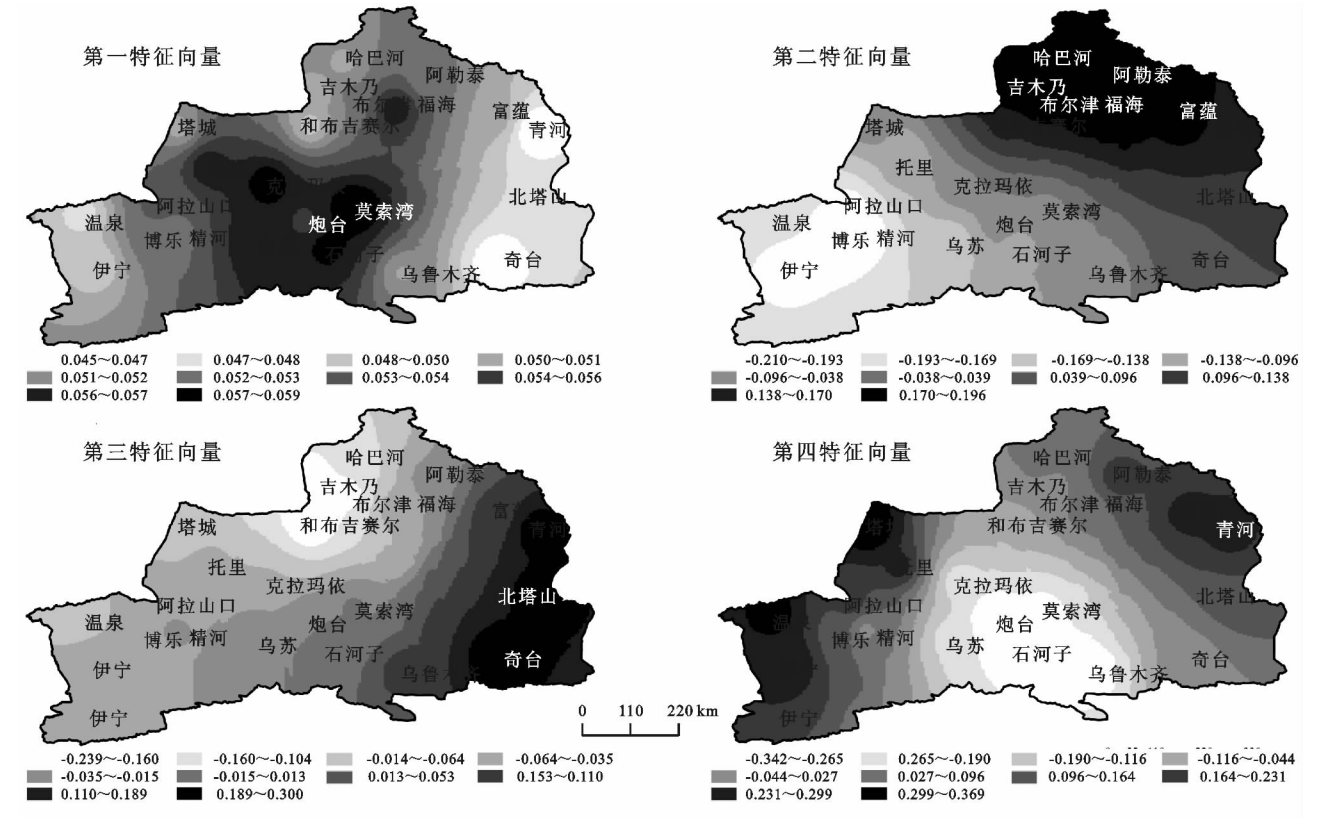 第一特征向量
哈巴河
阿勒泰
吉木乃
布尔津 福海
富蕴
塔城
和布吉赛尔
青河
北塔山
阿拉山口
莫索湾
温泉
炮台
博乐 精河
石河子
伊宁
乌鲁木齐
奇台
0.045~0.047 0.047~0.048 0.048~0.050 0.050~0.051
0.051~0.052 0.052~0.053 0.053~0.054 0.054~0.056
0.056~0.057 0.057~0.059
第二特征向量
哈巴河
阿勒泰
吉木乃
布尔津 福海
富蕴
塔城
托里
克拉玛依
北塔山
阿拉山口
莫索湾
温泉
炮台
博乐 精河
乌苏
石河子
伊宁
乌鲁木齐
奇台
-0.210~-0.193 -0.193~-0.169 -0.169~-0.138 -0.138~-0.096
-0.096~-0.038 -0.038~0.039 0.039~0.096 0.096~0.138
0.138~0.170 0.170~0.196
第三特征向量
哈巴河
阿勒泰
吉木乃
布尔津 福海
塔城
和布吉赛尔
青河
托里
克拉玛依
北塔山
阿拉山口
莫索湾
温泉
炮台
博乐 精河
乌苏
石河子
伊宁
乌鲁木齐
奇台
伊宁
0 110 220 km
-0.239~-0.160 -0.160~-0.104 -0.014~-0.064 -0.064~-0.035
-0.035~-0.015 -0.015~0.013 0.013~0.053 0.153~0.110
0.110~0.189 0.189~0.300
第四特征向量
哈巴河
阿勒泰
吉木乃
布尔津 福海
塔城
和布吉赛尔
青河
托里
克拉玛依
北塔山
阿拉山口
莫索湾
温泉
炮台
博乐 精河
乌苏
石河子
乌鲁木齐
奇台
伊宁
-0.342~-0.265 0.265~-0.190 -0.190~-0.116 -0.116~-0.044
-0.044~0.027 0.027~0.096 0.096~0.164 0.164~0.231
0.231~0.299 0.299~0.369